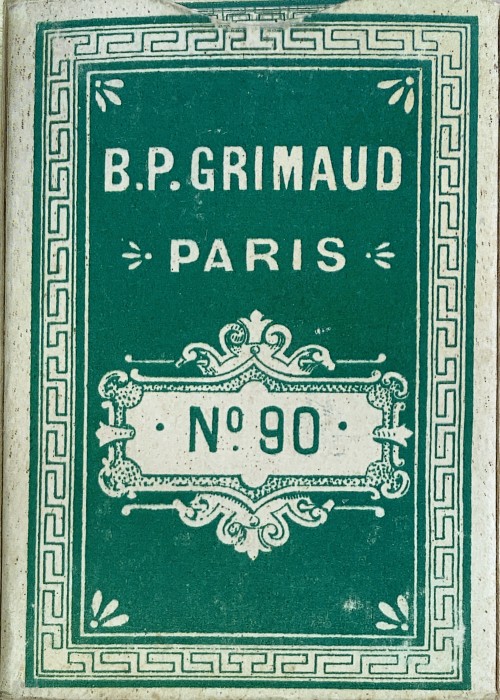 B.P. GRIMAUD
PARIS
· Nº 90 ·